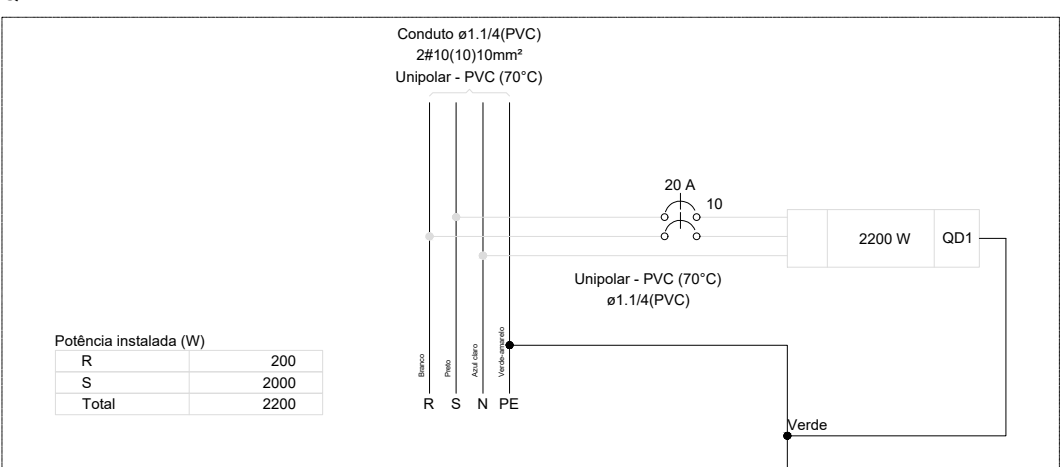 Conduto ø1.1/4(PVC)
2#10(10)10mm²
Unipolar - PVC (70°C)
20 A
10
2200 W
QD1
Unipolar - PVC (70°C)
ø1.1/4(PVC)
Potência instalada (W)
R 200
S 2000
Total 2200
Branco
Preto
Azul claro
Verde-amarelo
R S N PE
Verde